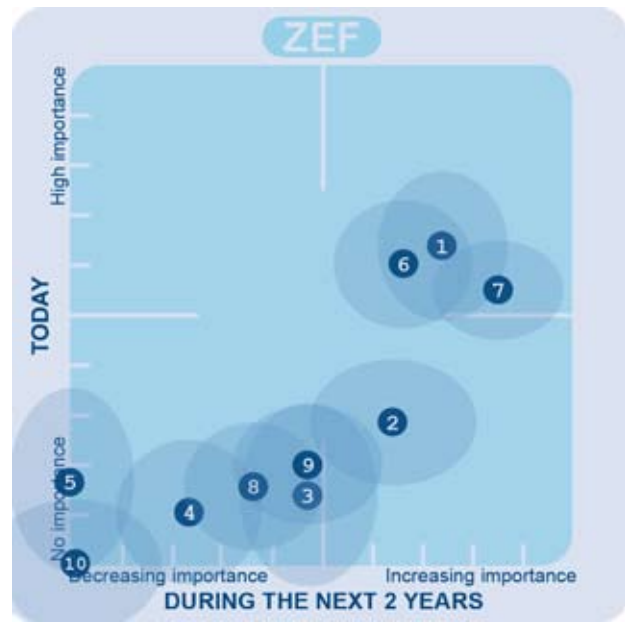 ZEF
High importance
TODAY
No importance
1
6
7
2
9
3
8
4
5
10
Decreasing importance
Increasing importance
DURING THE NEXT 2 YEARS